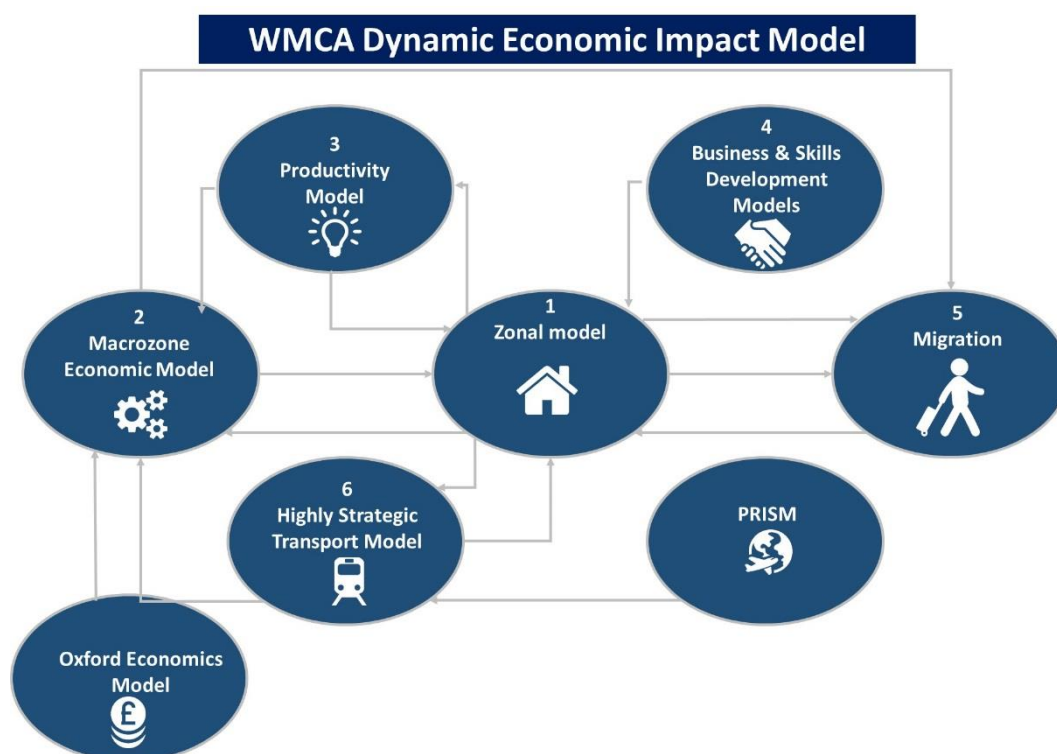 WMCA Dynamic Economic Impact Model
3
Productivity
Model
4
Business & Skills
Development
Models
2
Macrozone
Economic Model
1
Zonal model
5
Migration
6
Highly Strategic
Transport Model
PRISM
Oxford Economics
Model
£